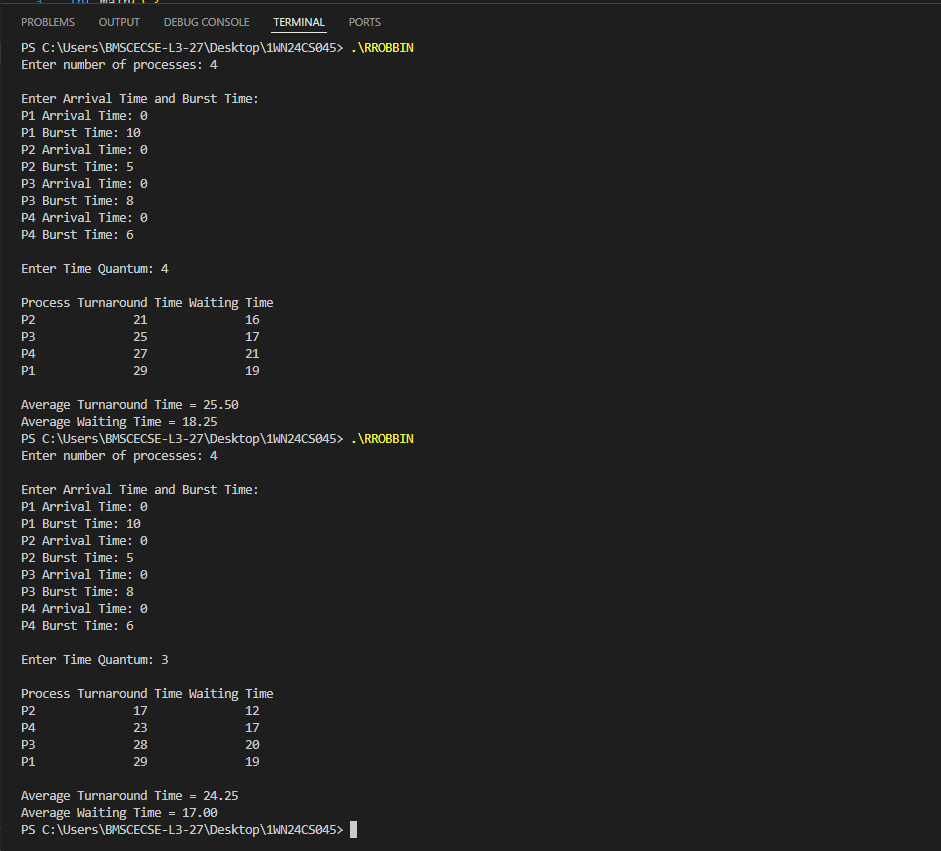 PROBLEMS OUTPUT DEBUG CONSOLE TERMINAL PORTS
PS C:\Users\BMSCECSE-L3-27\Desktop\1WN24CS045> .\RROBBIN
Enter number of processes: 4
Enter Arrival Time and Burst Time:
P1 Arrival Time: 0
P1 Burst Time: 10
P2 Arrival Time: 0
P2 Burst Time: 5
P3 Arrival Time: 0
P3 Burst Time: 8
P4 Arrival Time: 0
P4 Burst Time: 6
Enter Time Quantum: 4
Process Turnaround Time Waiting Time
P2 21 16
P3 25 17
P4 27 21
P1 29 19
Average Turnaround Time = 25.50
Average Waiting Time = 18.25
PS C:\Users\BMSCECSE-L3-27\Desktop\1WN24CS045> .\RROBBIN
Enter number of processes: 4
Enter Arrival Time and Burst Time:
P1 Arrival Time: 0
P1 Burst Time: 10
P2 Arrival Time: 0
P2 Burst Time: 5
P3 Arrival Time: 0
P3 Burst Time: 8
P4 Arrival Time: 0
P4 Burst Time: 6
Enter Time Quantum: 3
Process Turnaround Time Waiting Time
P2 17 12
P4 23 17
P3 28 20
P1 29 19
Average Turnaround Time = 24.25
Average Waiting Time = 17.00
PS C:\Users\BMSCECSE-L3-27\Desktop\1WN24CS045>